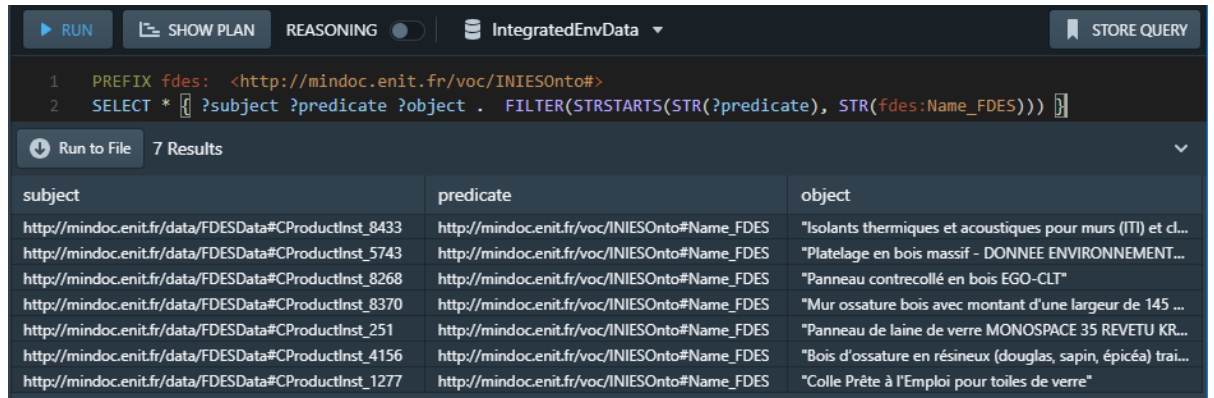 RUN SHOW PLAN REASONING IntegratedEnvData STORE QUERY
1 PREFIX fdes: <http://mindoc.enit.fr/voc/INIESOnto#>
2 SELECT * { ?subject ?predicate ?object . FILTER(STRSTARTS(STR(?predicate), STR(fdes:Name_FDES))) }
Run to File 7 Results
subject predicate object
http://mindoc.enit.fr/data/FDESData#CProductInst_8433 http://mindoc.enit.fr/voc/INIESOnto#Name_FDES "Isolants thermiques et acoustiques pour murs (ITI) et cl...
http://mindoc.enit.fr/data/FDESData#CProductInst_5743 http://mindoc.enit.fr/voc/INIESOnto#Name_FDES "Platelage en bois massif - DONNEE ENVIRONNEMENT...
http://mindoc.enit.fr/data/FDESData#CProductInst_8268 http://mindoc.enit.fr/voc/INIESOnto#Name_FDES "Panneau contrecollé en bois EGO-CLT"
http://mindoc.enit.fr/data/FDESData#CProductInst_8370 http://mindoc.enit.fr/voc/INIESOnto#Name_FDES "Mur ossature bois avec montant d'une largeur de 145 ...
http://mindoc.enit.fr/data/FDESData#CProductInst_251 http://mindoc.enit.fr/voc/INIESOnto#Name_FDES "Panneau de laine de verre MONOSPACE 35 REVETU KR...
http://mindoc.enit.fr/data/FDESData#CProductInst_4156 http://mindoc.enit.fr/voc/INIESOnto#Name_FDES "Bois d'ossature en résineux (douglas, sapin, épicéa) trai...
http://mindoc.enit.fr/data/FDESData#CProductInst_1277 http://mindoc.enit.fr/voc/INIESOnto#Name_FDES "Colle Prête à l'Emploi pour toiles de verre"